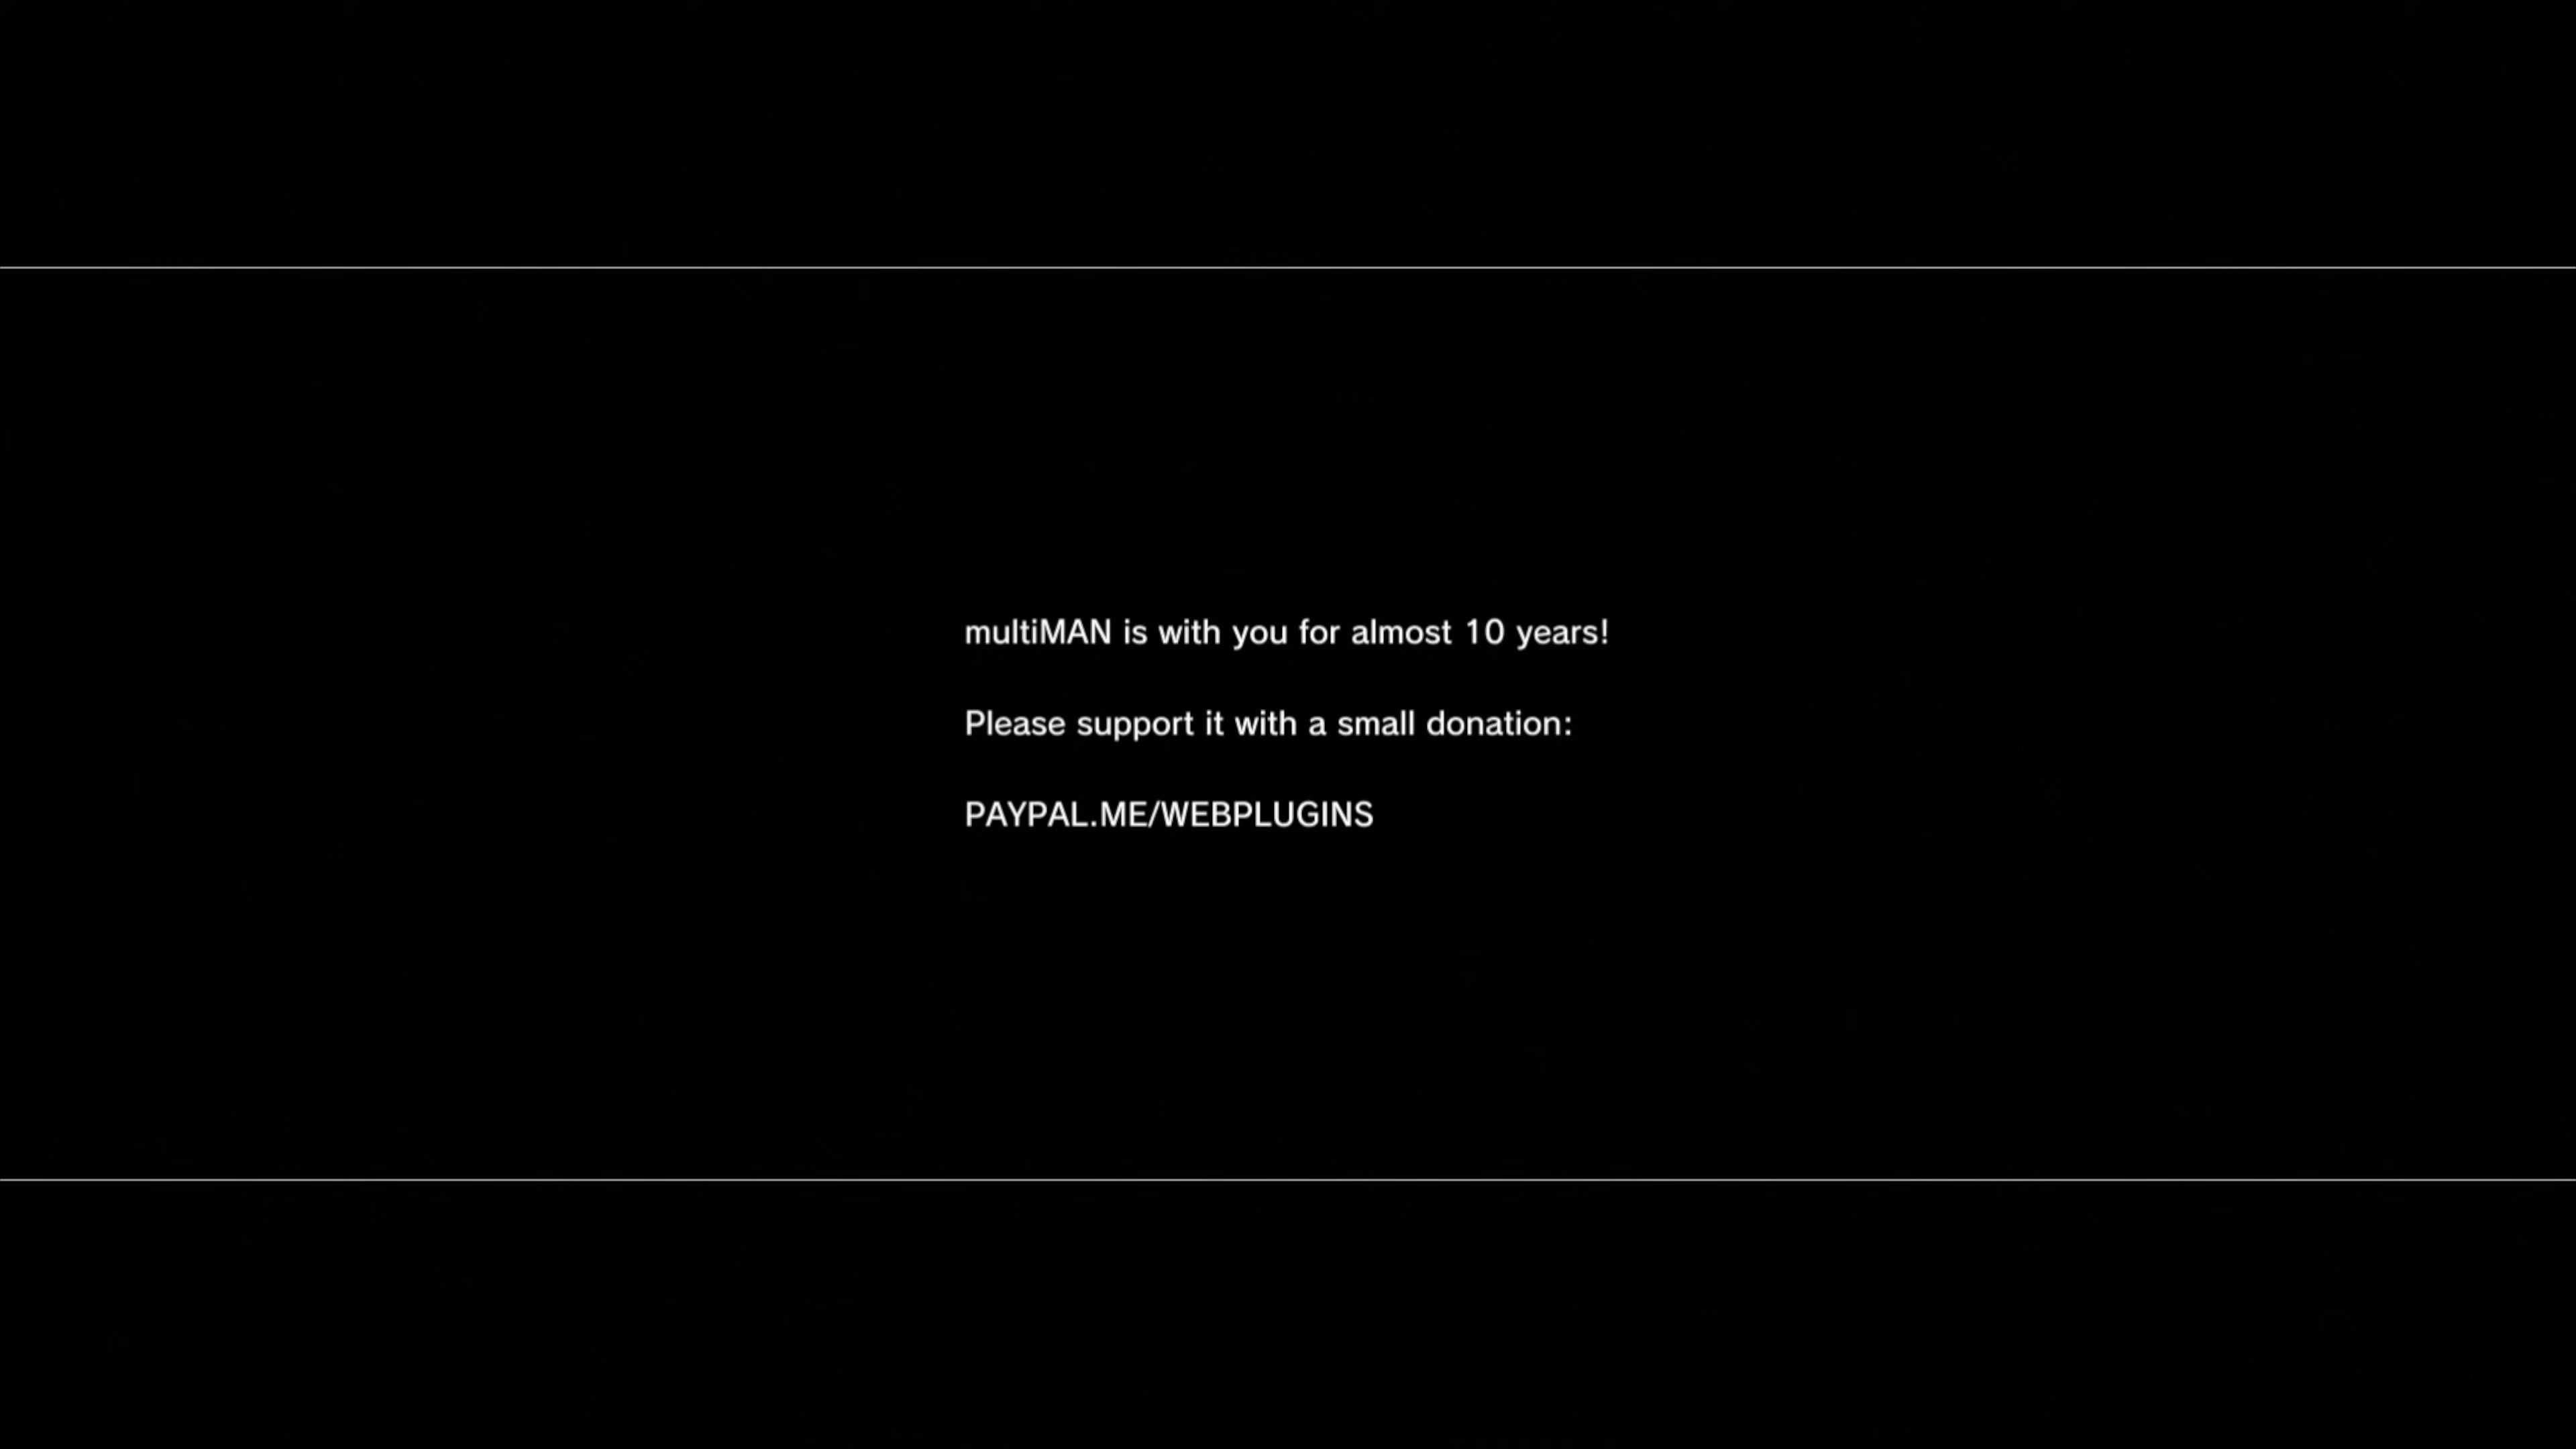 multiMAN is with you for almost 10 years!
Please support it with a small donation:
PAYPAL.ME/WEBPLUGINS